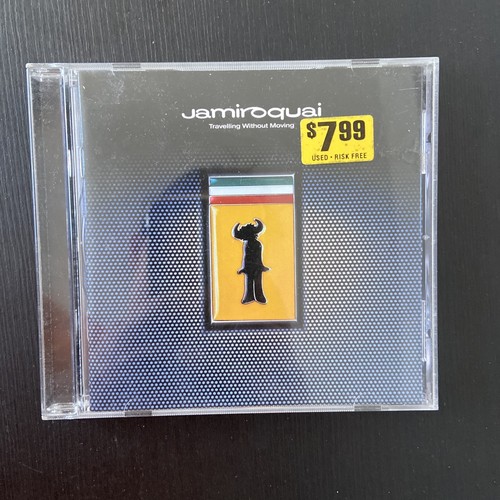 Jamiroquai
Travelling Without Moving
$7.99
USED • RISK FREE